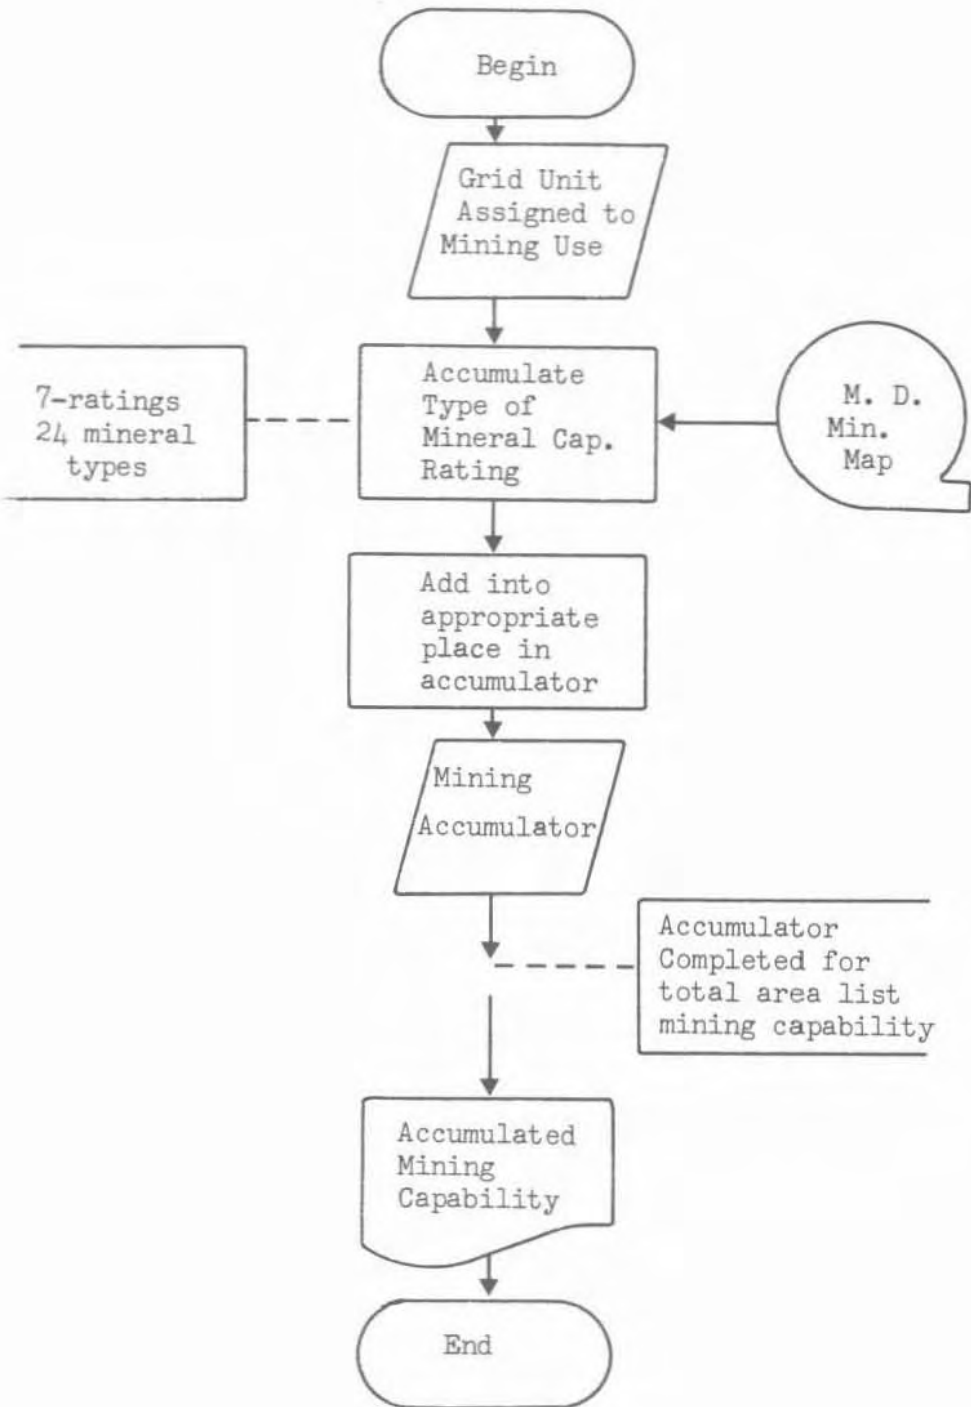 Begin
Grid Unit
Assigned to
Mining Use
7-ratings
24 mineral
types
Accumulate
Type of
Mineral Cap.
Rating
M. D.
Min.
Map
Add into
appropriate
place in
accumulator
Mining
Accumulator
Accumulator
Completed for
total area list
mining capability
Accumulated
Mining
Capability
End